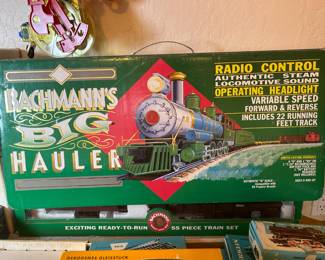 BACHMANN'S
BIG
HAULER
RADIO CONTROL
AUTHENTIC STEAM
LOCOMOTIVE SOUND
OPERATING HEADLIGHT
VARIABLE SPEED
FORWARD & REVERSE
INCLUDES 22 RUNNING
FEET TRACK
EXCITING READY-TO-RUN
55 PIECE TRAIN SET